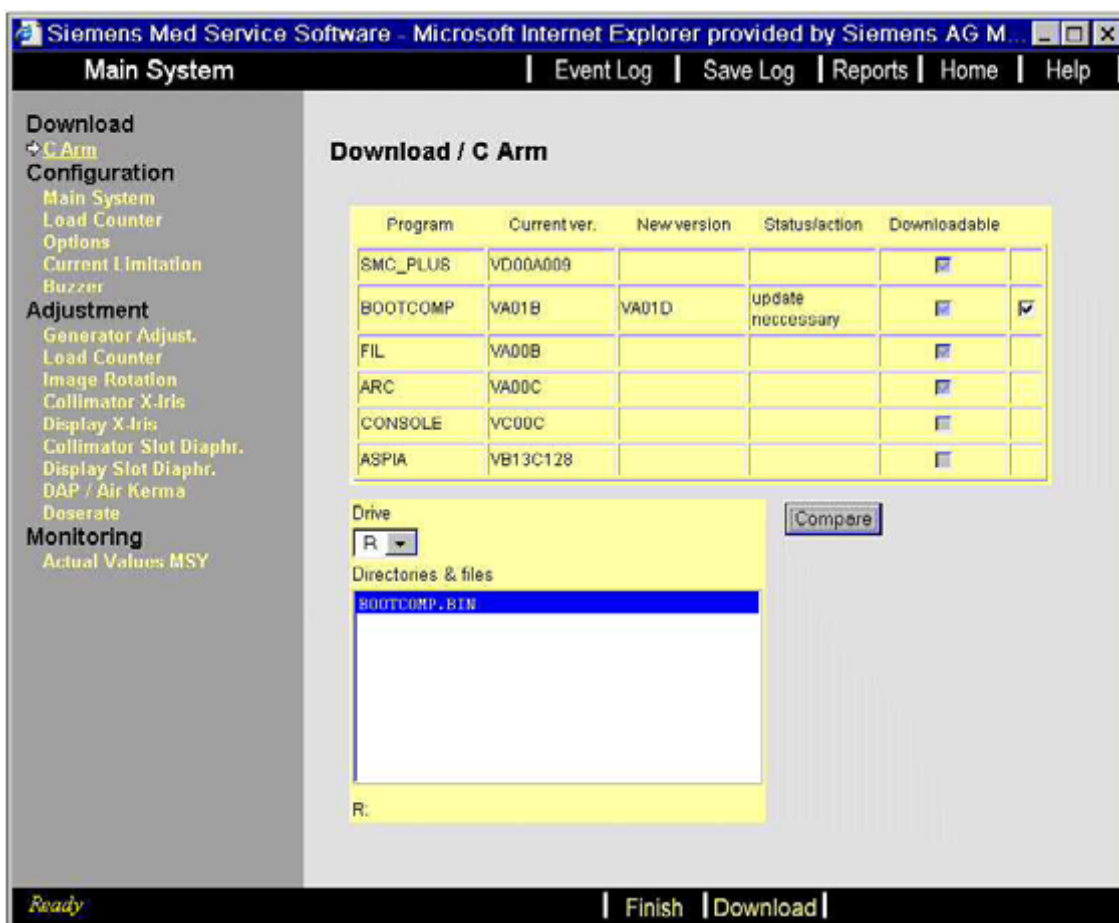 Siemens Med Service Software - Microsoft Internet Explorer provided by Siemens AG M...
Main System | Event Log | Save Log | Reports | Home | Help
Download
C Arm
Configuration
Main System
Load Counter
Options
Current Limitation
Buzzer
Adjustment
Generator Adjust.
Load Counter
Image Rotation
Collimator X-Iris
Display X-Iris
Collimator Slot Diaphr.
Display Slot Diaphr.
DAP / Air Kerma
Doserate
Monitoring
Actual Values MSY
Download / C Arm
Program Current ver. New version Status/action Downloadable
SMC_PLUS VD00A009
BOOTCOMP VA01B VA01D update neccessary
FIL VA00B
ARC VA00C
CONSOLE VC00C
ASPIA VB13C128
Drive
R
Directories & files
BOOTCOMP.BIN
R:
Compare
Ready | Finish | Download |